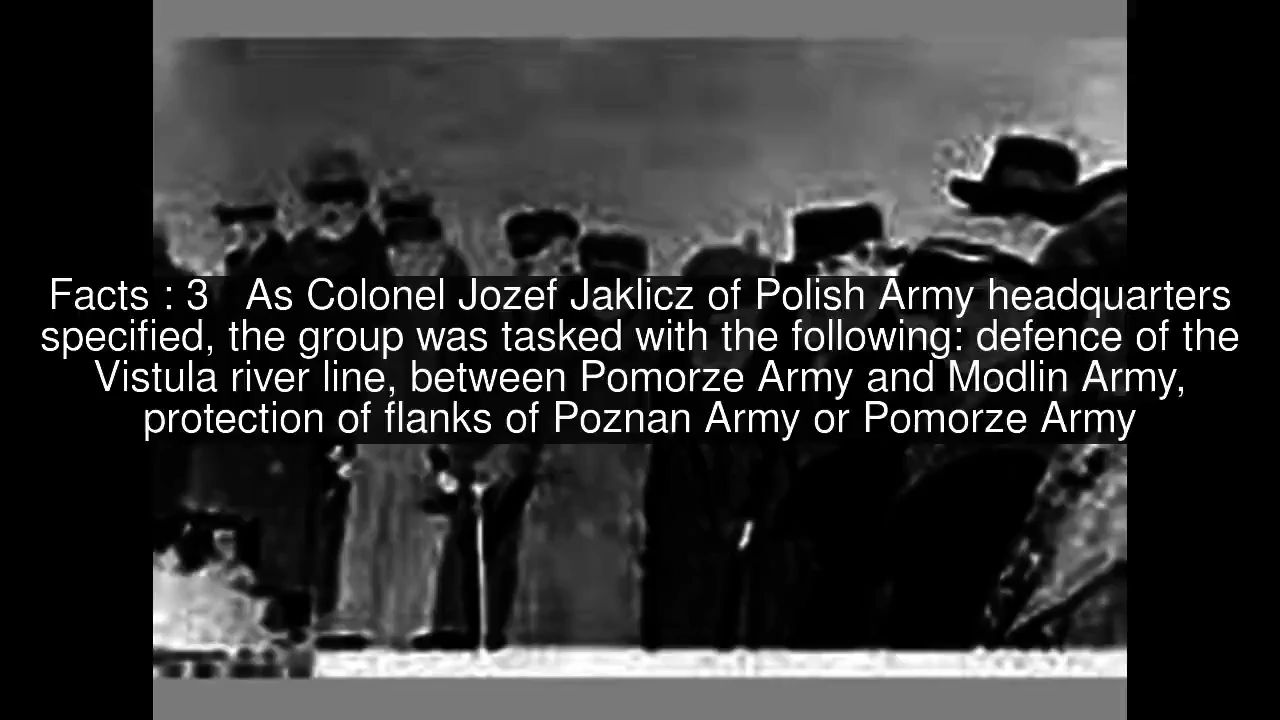 Facts : 3   As Colonel Jozef Jaklicz of Polish Army headquarters
specified, the group was tasked with the following: defence of the
Vistula river line, between Pomorze Army and Modlin Army,
protection of flanks of Poznan Army or Pomorze Army